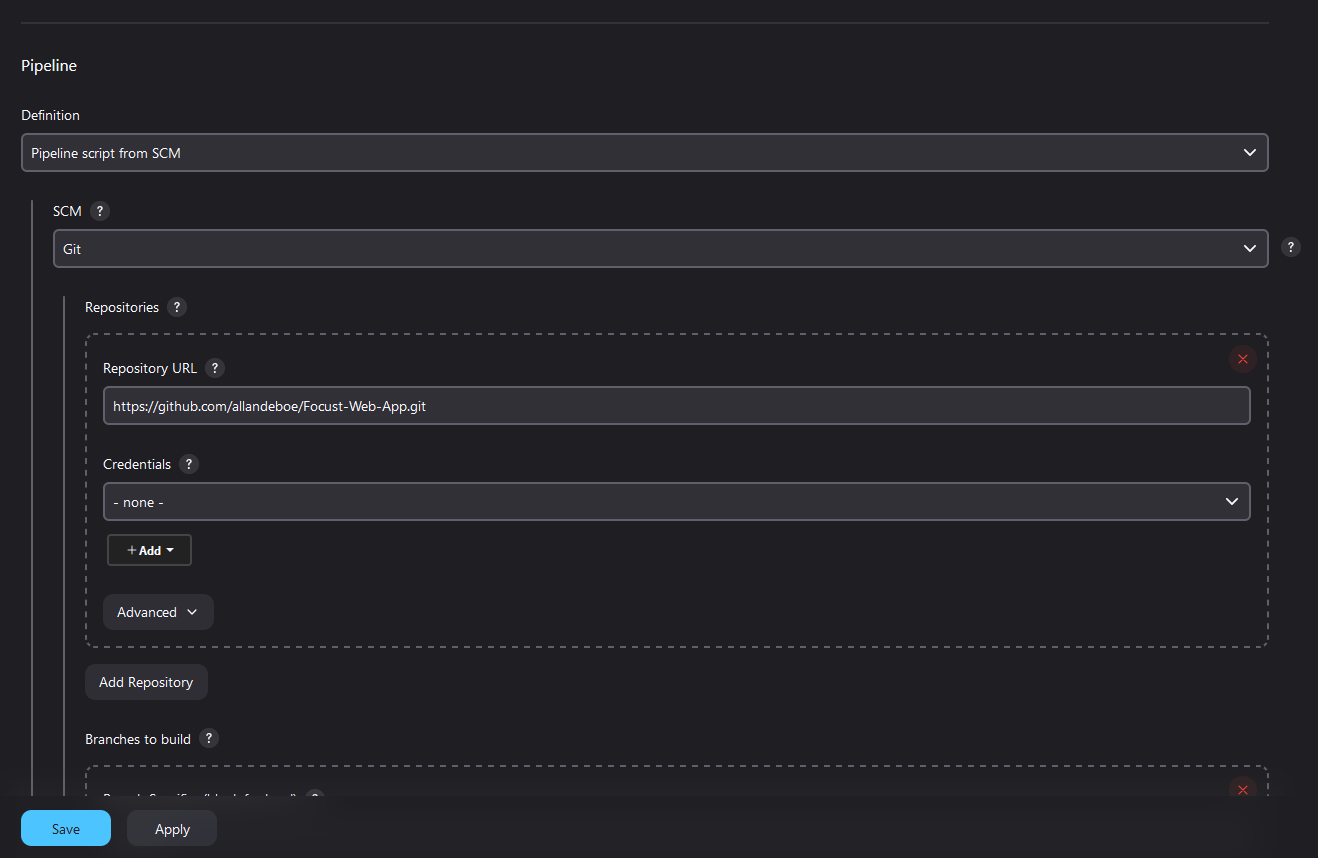 Pipeline
Definition
Pipeline script from SCM
SCM ?
Git
?
Repositories ?
Repository URL ?
https://github.com/allandeboe/Focust-Web-App.git
Credentials ?
- none -
+ Add
Advanced
Add Repository
Branches to build ?
Save
Apply